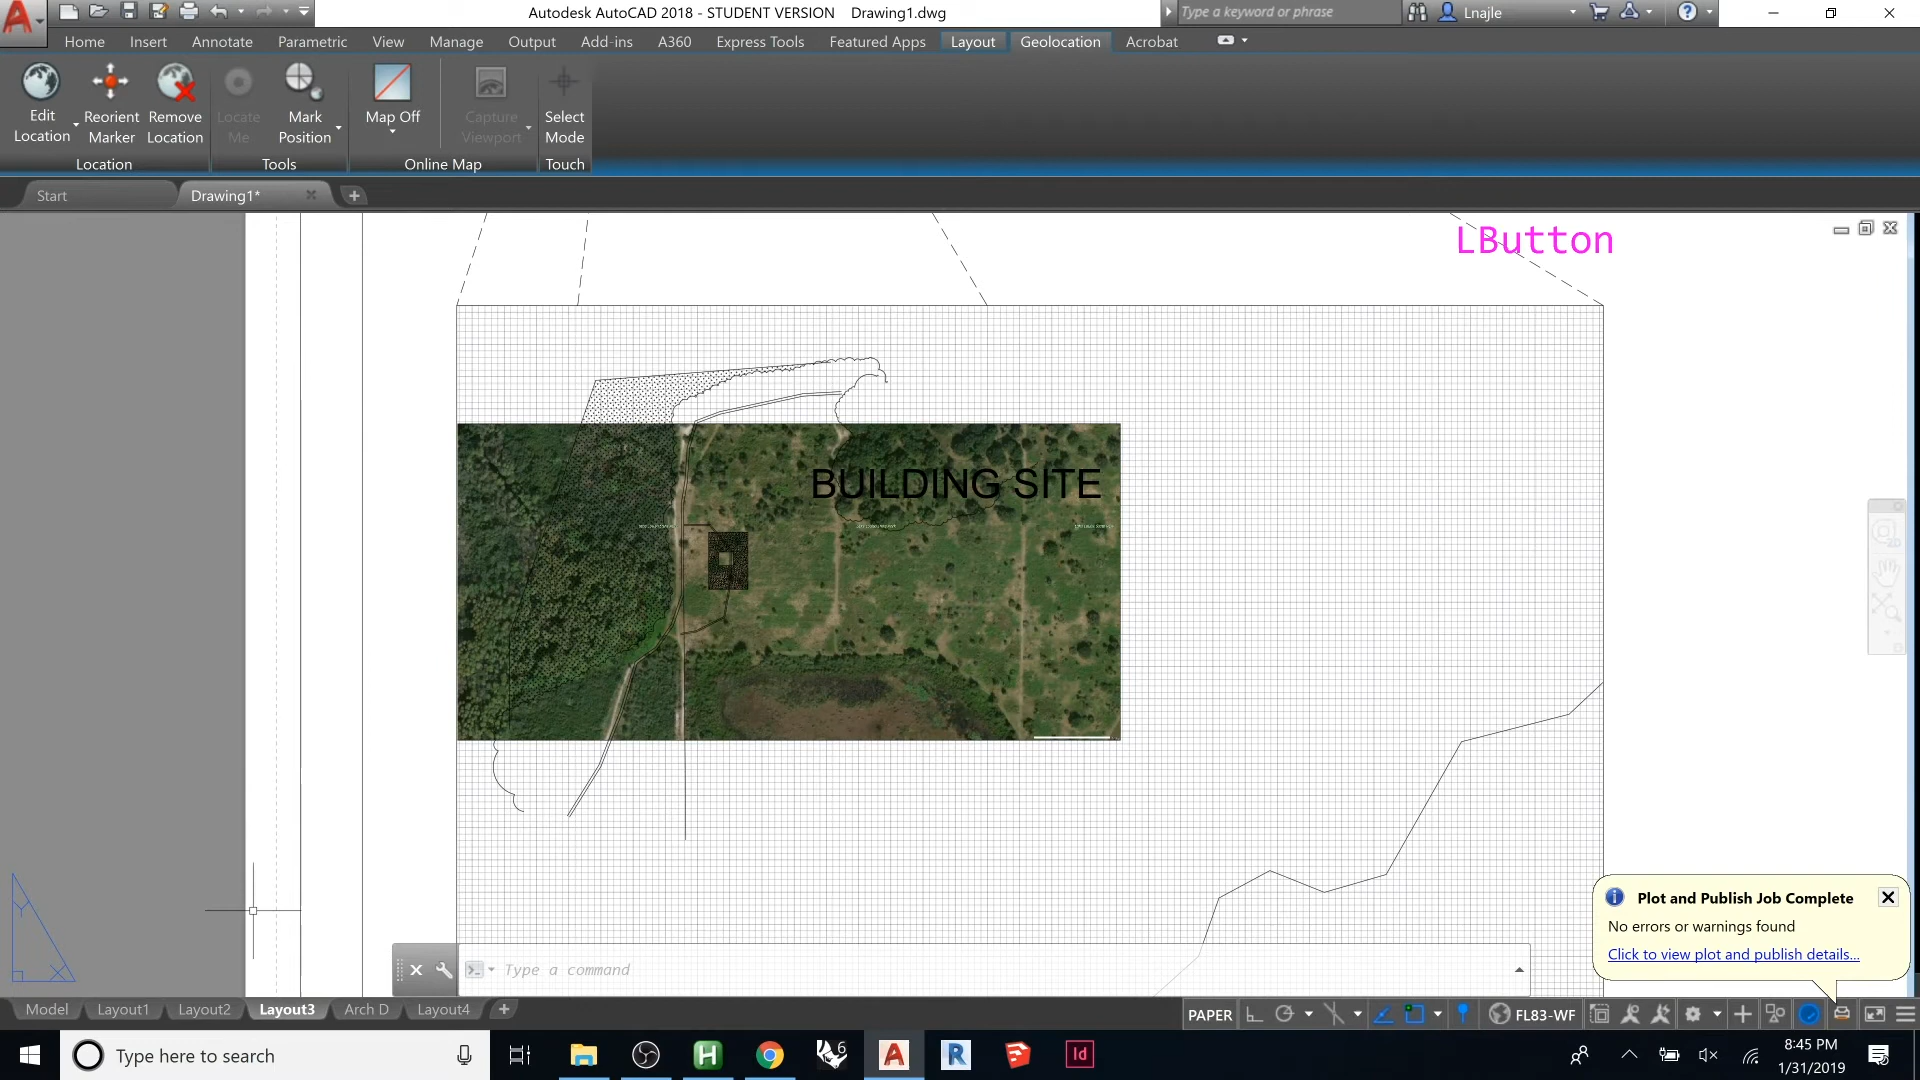 Autodesk AutoCAD 2018 - STUDENT VERSION Drawing1.dwg
Type a keyword or phrase
Lnajle
Home Insert Annotate Parametric View Manage Output Add-ins A360 Express Tools Featured Apps Layout Geolocation Acrobat
Edit Location
Reorient Marker
Remove Location
Locate Me
Mark Position
Map Off
Capture Viewport
Select Mode
Location Tools Online Map Touch
Start Drawing1*
LButton
BUILDING SITE
Y
X
Plot and Publish Job Complete
No errors or warnings found
Click to view plot and publish details...
Type a command
Model Layout1 Layout2 Layout3 Arch D Layout4
PAPER FL83-WF
Type here to search
6
A
R
Id
H
8:45 PM
1/31/2019